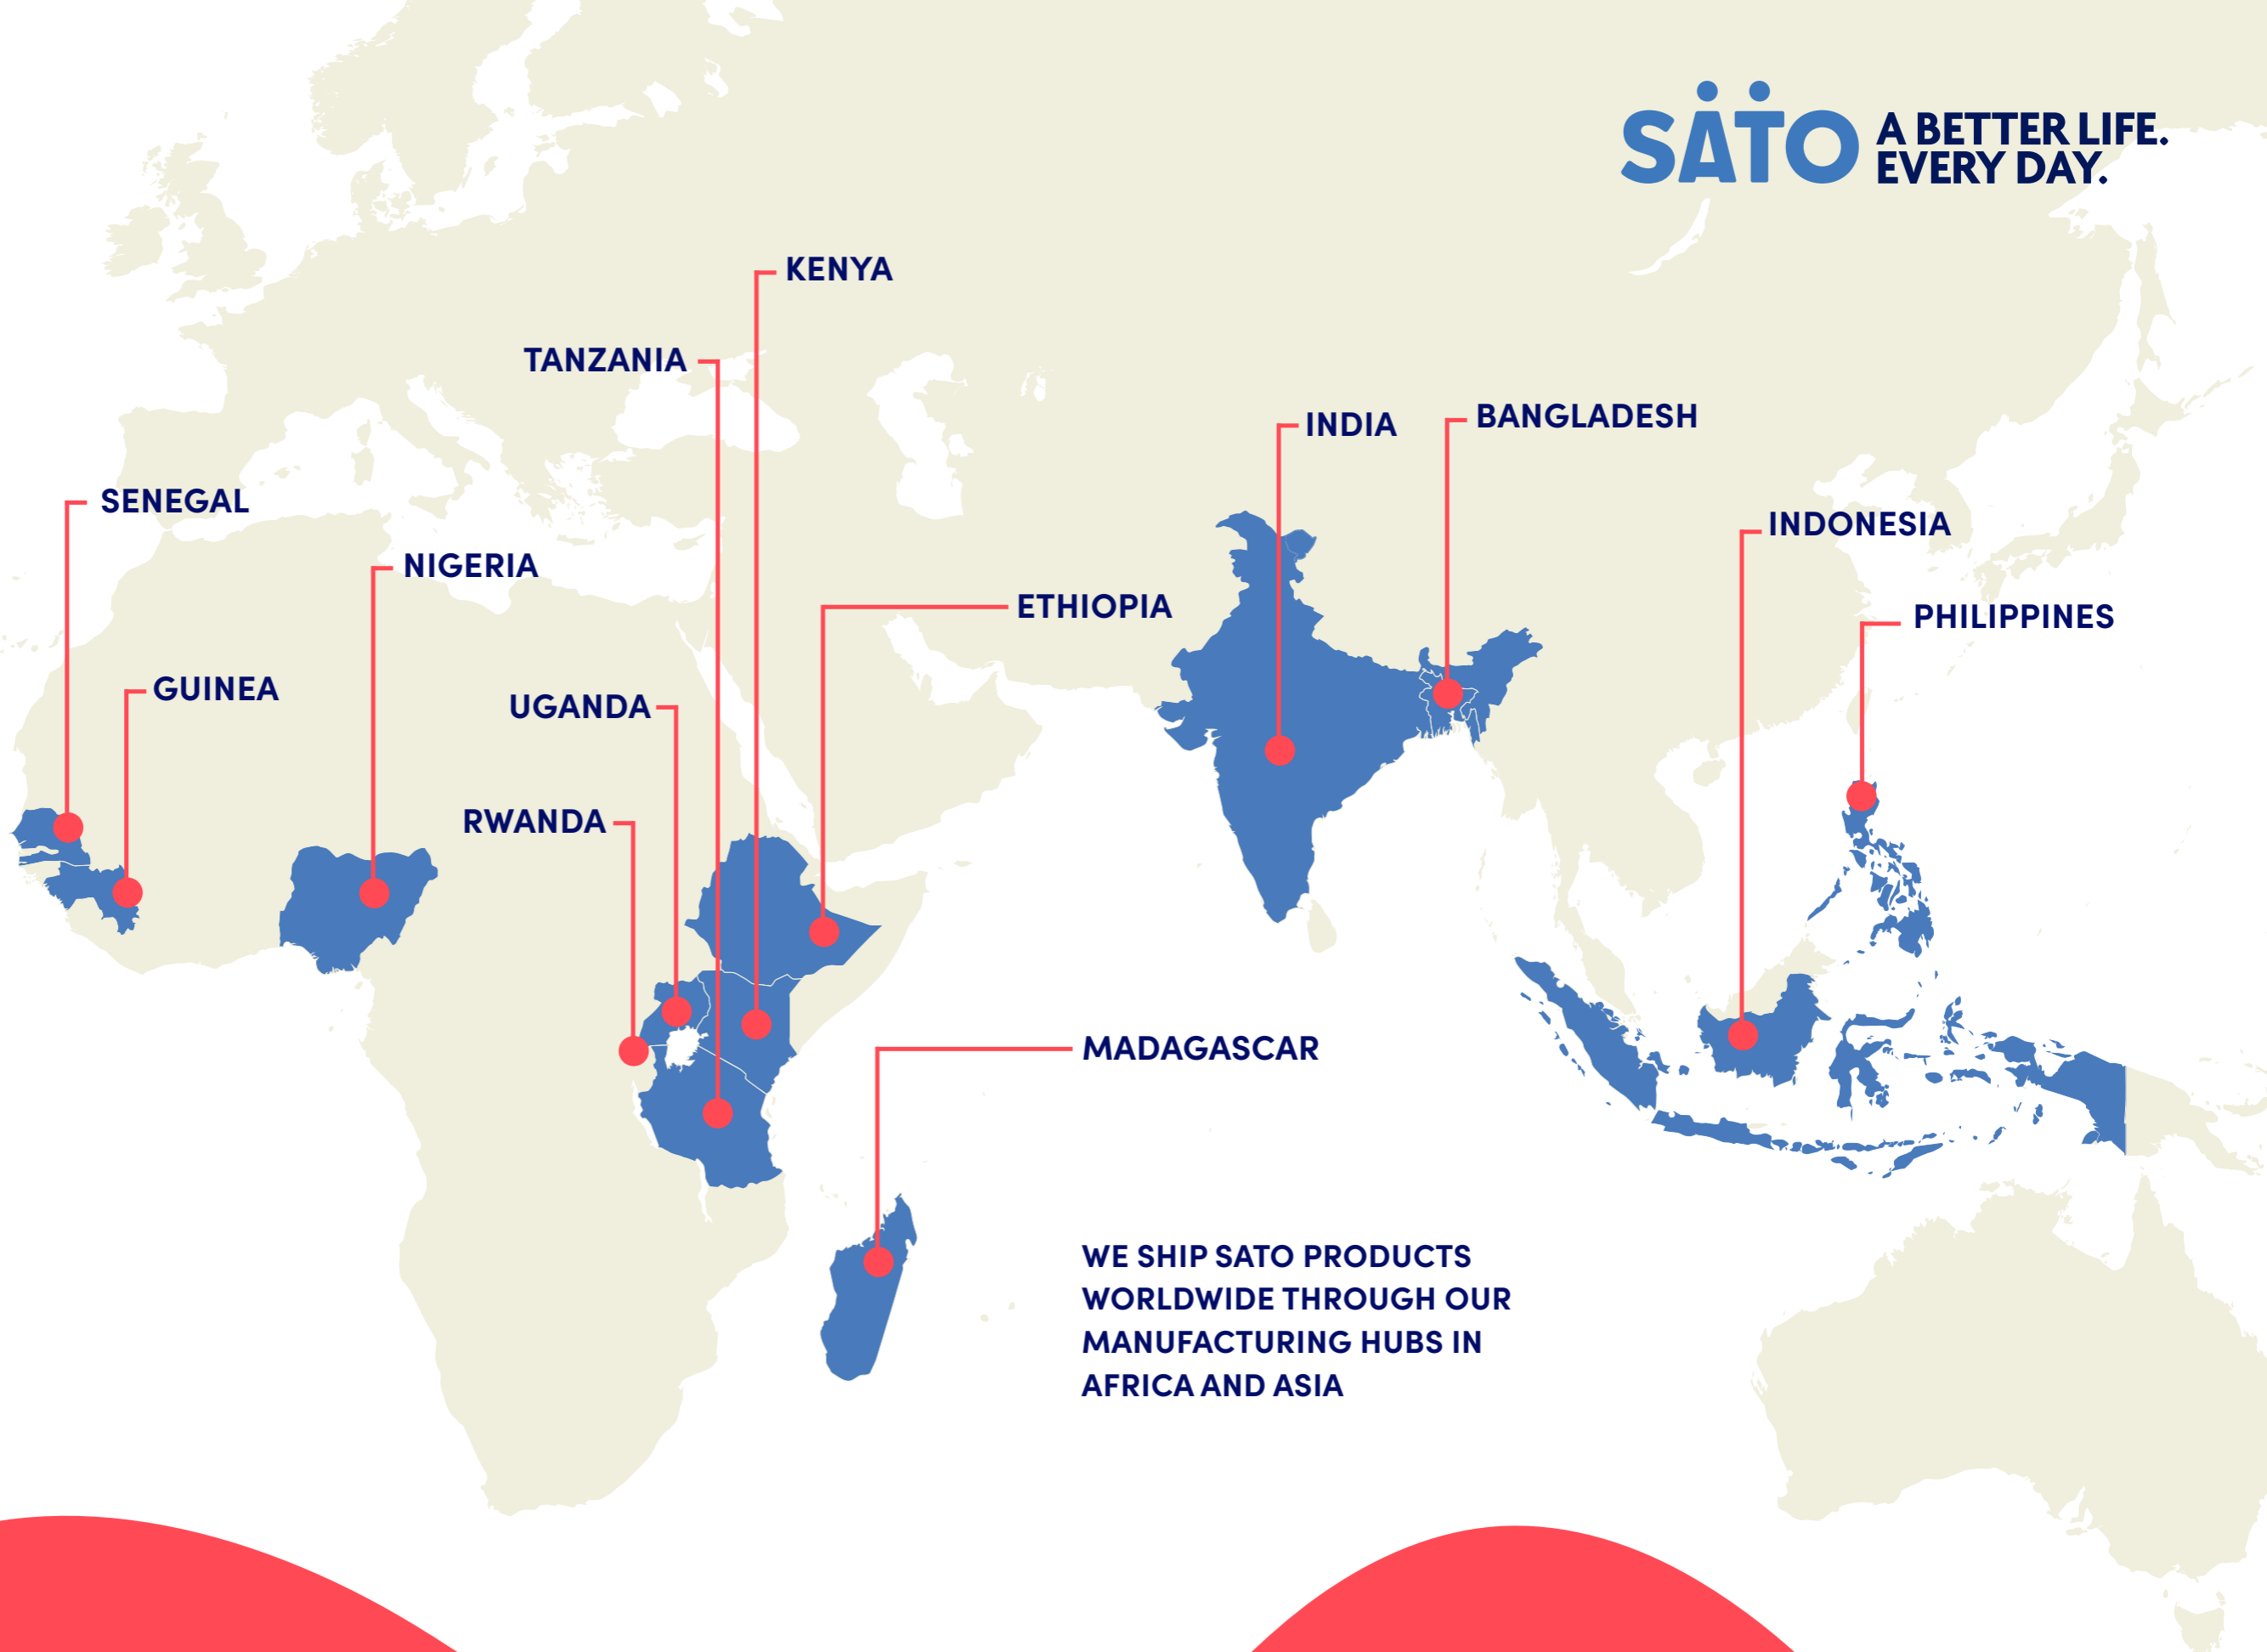 SÄTO
A BETTER LIFE.
EVERY DAY.
KENYA
TANZANIA
INDIA
BANGLADESH
SENEGAL
INDONESIA
NIGERIA
ETHIOPIA
PHILIPPINES
GUINEA
UGANDA
RWANDA
MADAGASCAR
WE SHIP SATO PRODUCTS
WORLDWIDE THROUGH OUR
MANUFACTURING HUBS IN
AFRICA AND ASIA